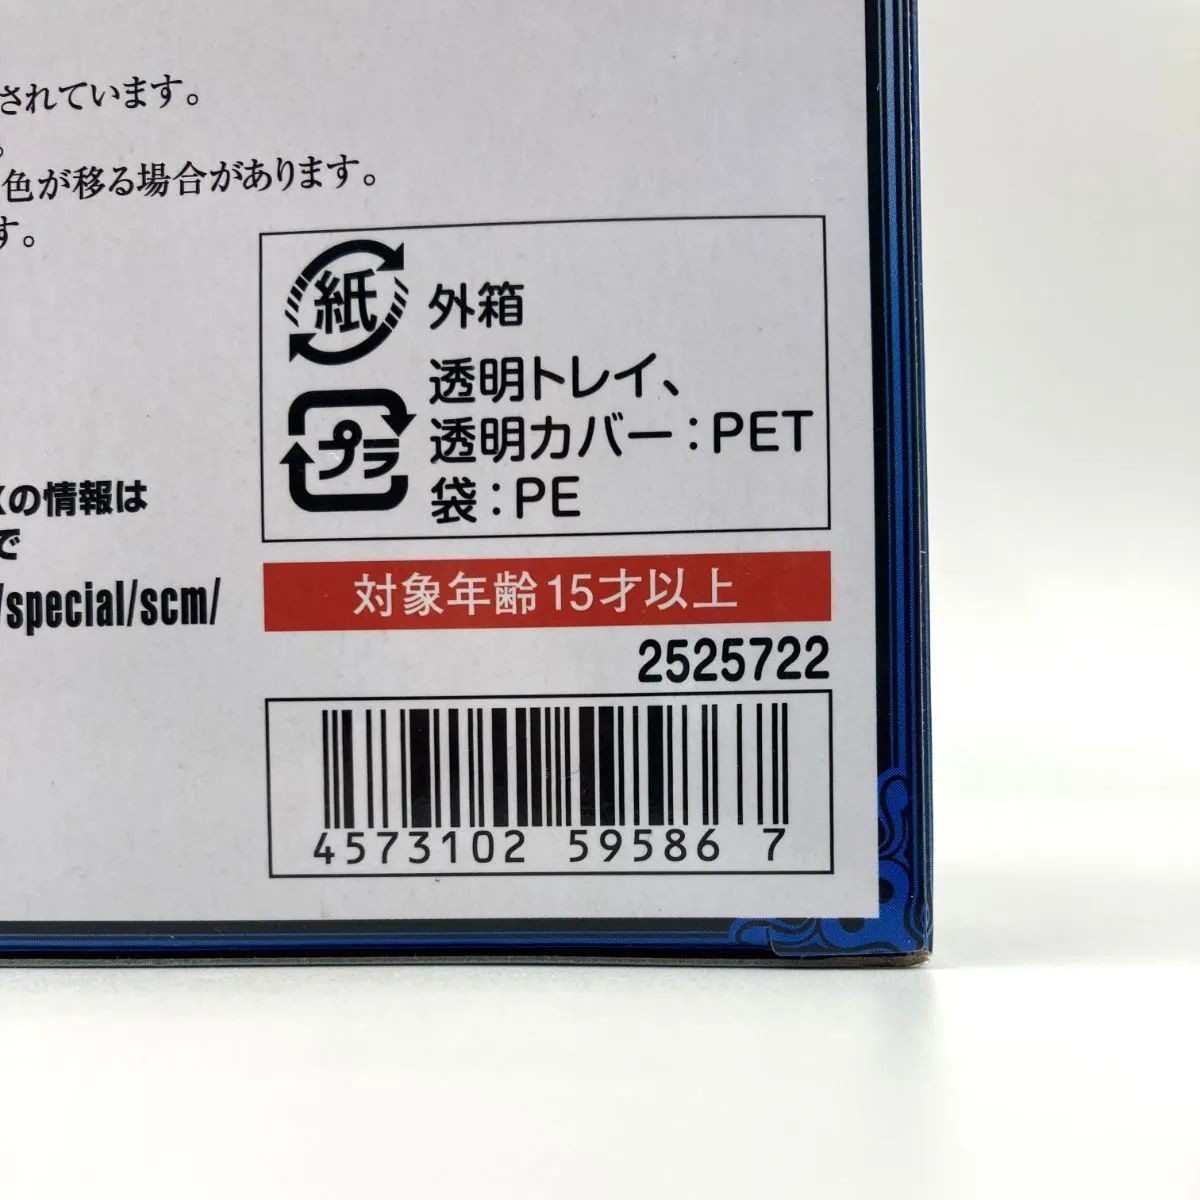 されています。
。
色が移る場合があります。
す。
紙 外箱
透明トレイ、
プラ 透明カバー：PET
袋：PE
の情報は
で
/special/scm/
対象年齢15才以上
2525722
4573102 59586 7